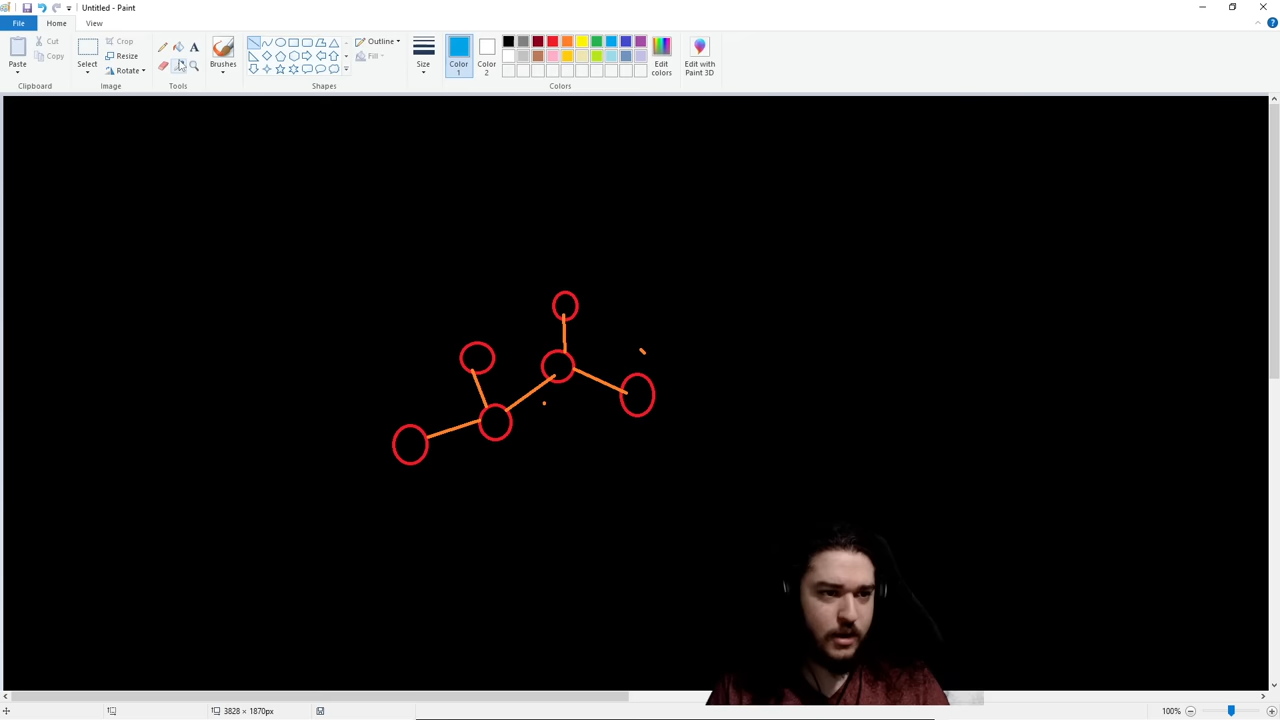 Untitled - Paint
File Home View
Paste Cut Copy Clipboard
Select Crop Resize Rotate Image
A Tools
Brushes
Outline Fill Shapes
Size
Color 1
Color 2
Edit colors
Colors
Edit with Paint 3D
3828 × 1870px
100%